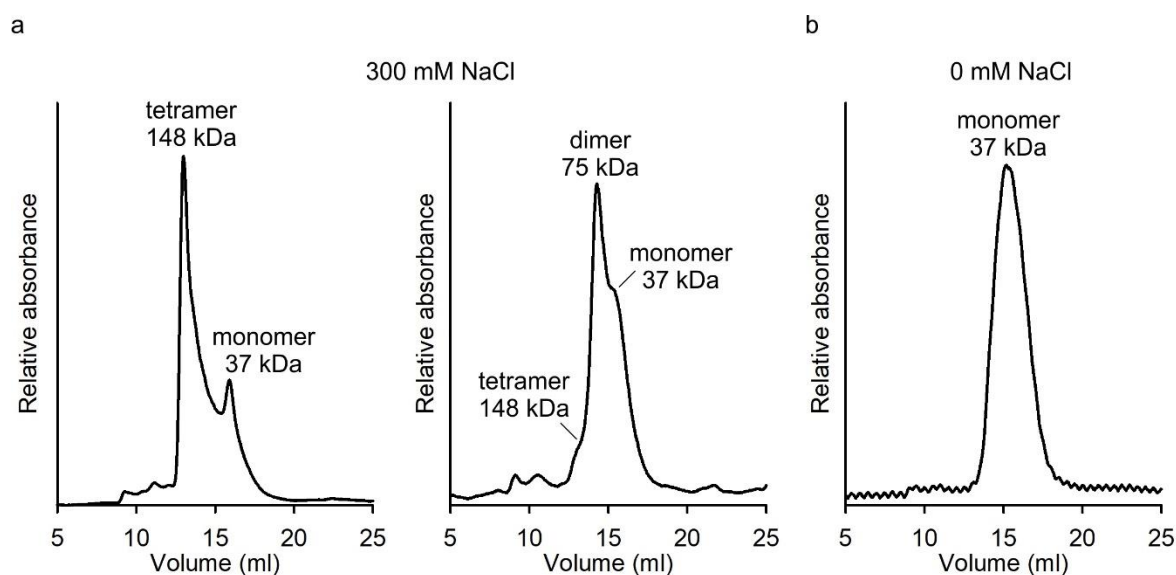 a
b
300 mM NaCl
0 mM NaCl
Relative absorbance
tetramer
148 kDa
monomer
37 kDa
5 10 15 20 25
Volume (ml)
Relative absorbance
dimer
75 kDa
monomer
37 kDa
tetramer
148 kDa
5 10 15 20 25
Volume (ml)
Relative absorbance
monomer
37 kDa
5 10 15 20 25
Volume (ml)